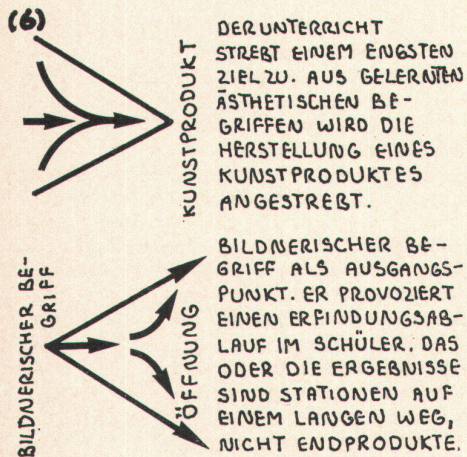 (6)
KUNSTPRODUKT
DER UNTERRICHT
STREBT EINEM ENGSTEN
ZIEL ZU. AUS GELERNTEN
ÄSTHETISCHEN BE-
GRIFFEN WIRD DIE
HERSTELLUNG EINES
KUNSTPRODUKTES
ANGESTREBT.
BILDNERISCHER BE-
GRIFF
ÖFFNUNG
BILDNERISCHER BE-
GRIFF ALS AUSGANGS-
PUNKT. ER PROVOZIERT
EINEN ERFINDUNGSAB-
LAUF IM SCHÜLER. DAS
ODER DIE ERGEBNISSE
SIND STATIONEN AUF
EINEM LANGEN WEG,
NICHT ENDPRODUKTE.